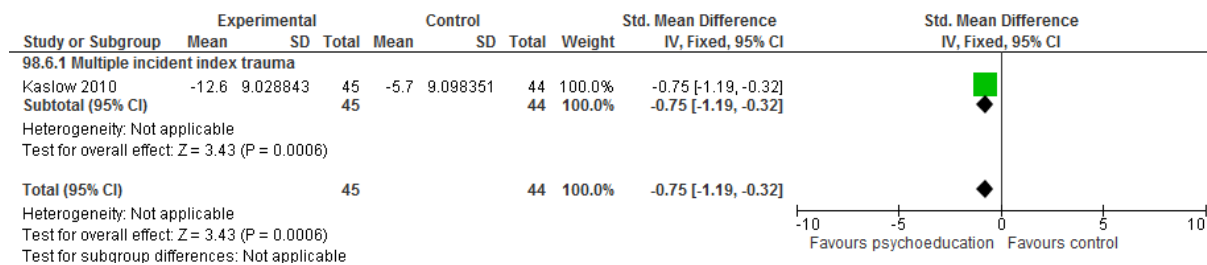 Experimental Control Std. Mean Difference Std. Mean Difference
Study or Subgroup Mean SD Total Mean SD Total Weight IV, Fixed, 95% CI IV, Fixed, 95% CI
98.6.1 Multiple incident index trauma
Kaslow 2010 -12.6 9.028843 45 -5.7 9.098351 44 100.0% -0.75 [-1.19, -0.32]
Subtotal (95% CI) 45 44 100.0% -0.75 [-1.19, -0.32]
Heterogeneity: Not applicable
Test for overall effect: Z = 3.43 (P = 0.0006)
Total (95% CI) 45 44 100.0% -0.75 [-1.19, -0.32]
Heterogeneity: Not applicable
Test for overall effect: Z = 3.43 (P = 0.0006)
Test for subgroup differences: Not applicable
-10 -5 0 5 10
Favours psychoeducation Favours control